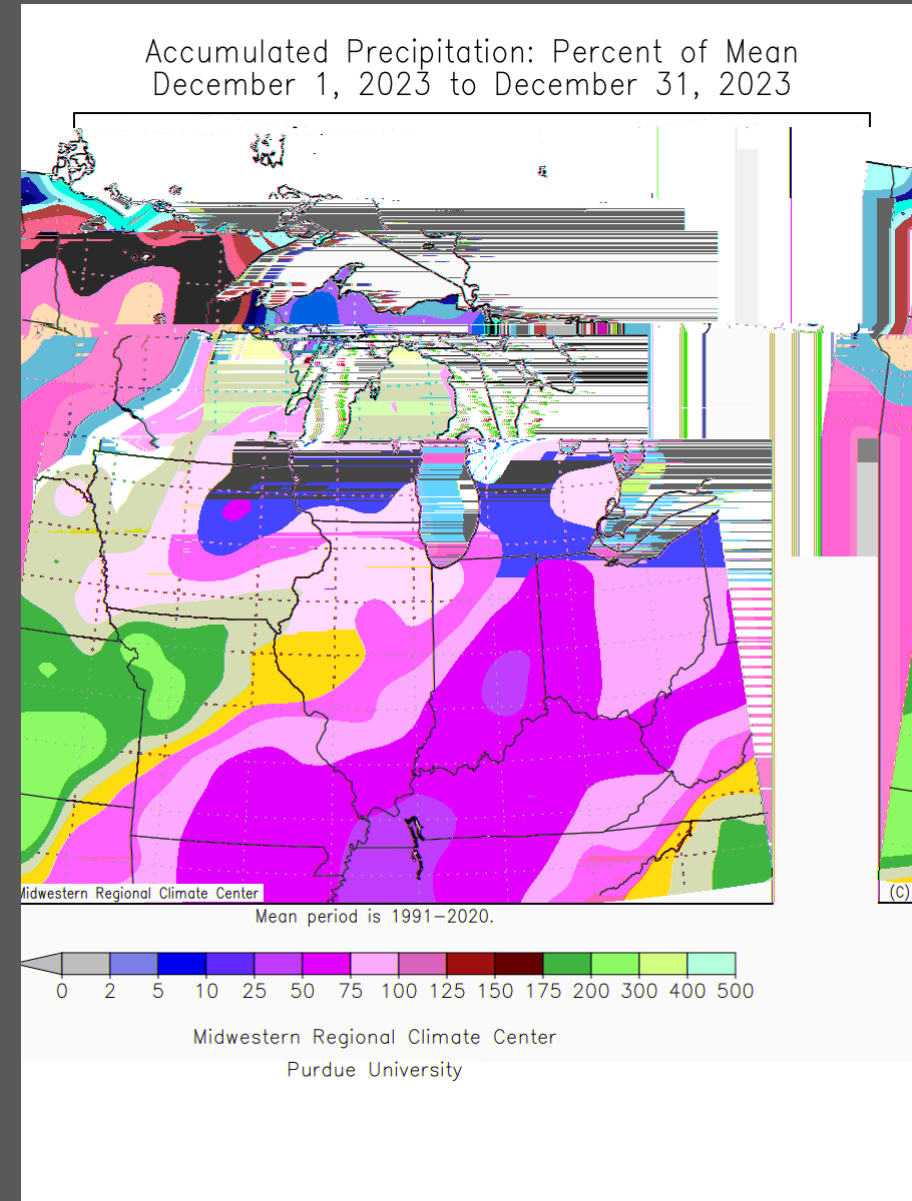 Accumulated Precipitation: Percent of Mean
December 1, 2023 to December 31, 2023
Midwestern Regional Climate Center
(C)
Mean period is 1991-2020.
0 2 5 10 25 50 75 100 125 150 175 200 300 400 500
Midwestern Regional Climate Center
Purdue University